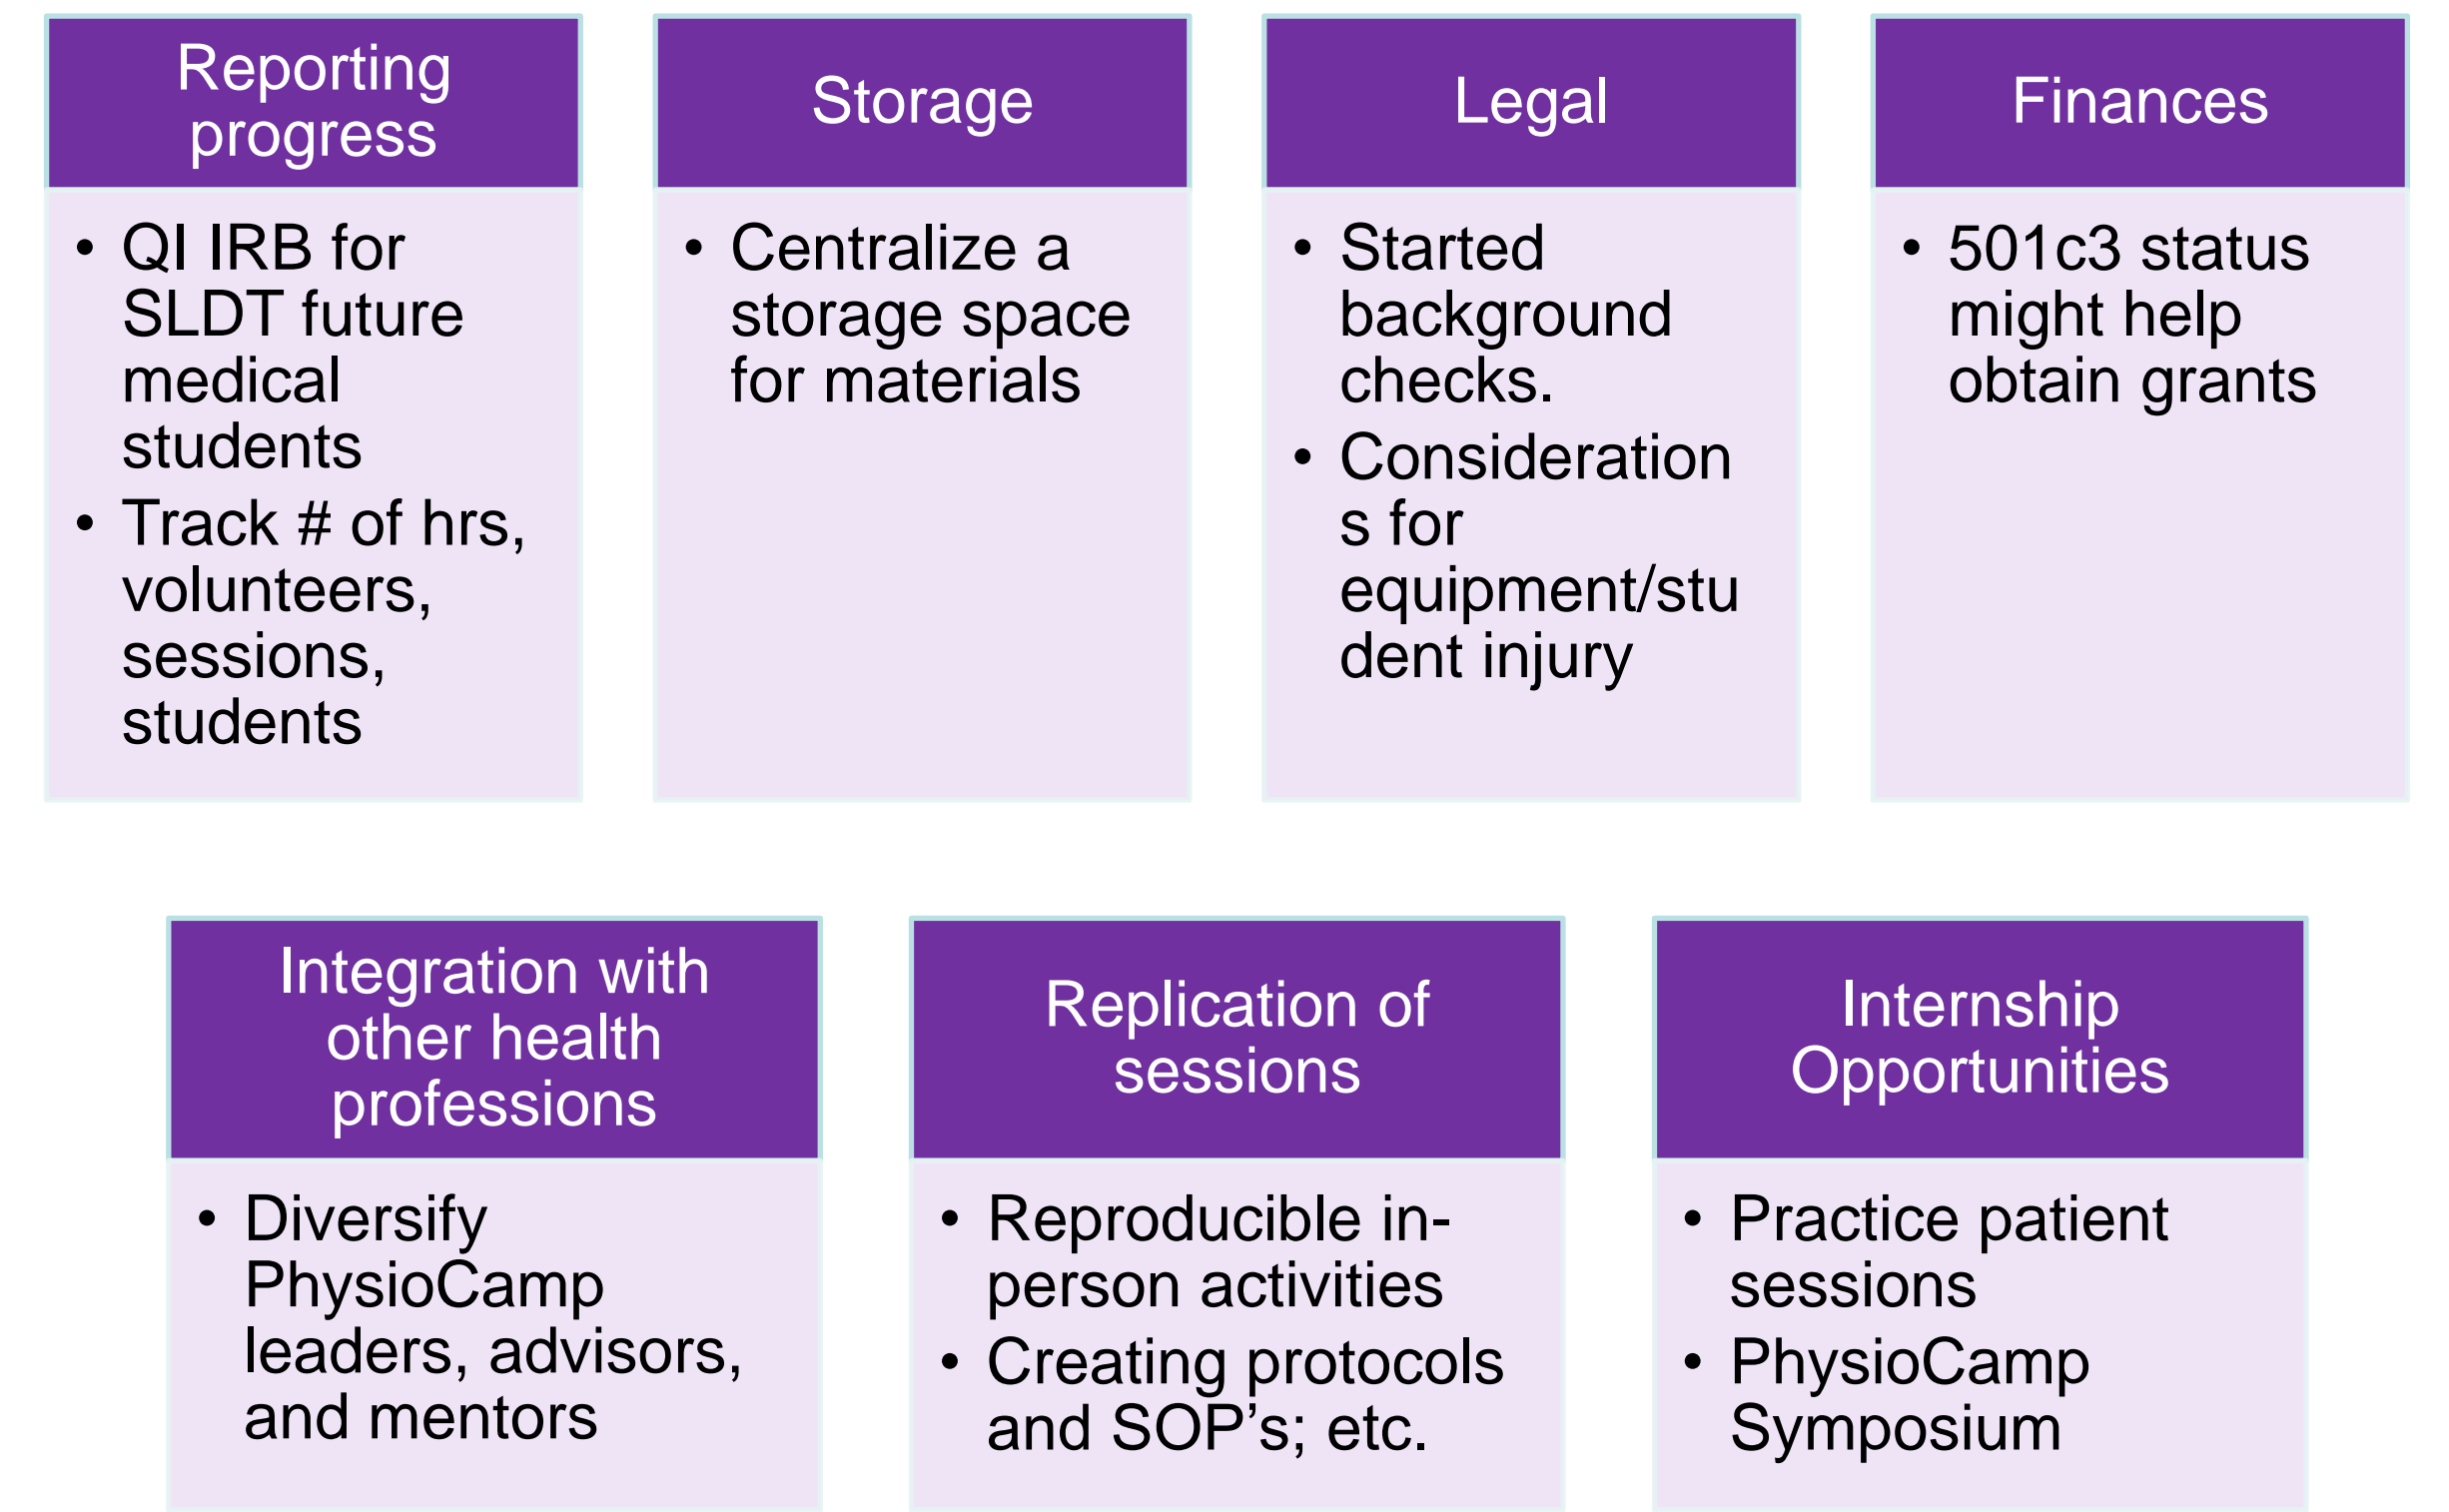 Reporting
progress
• QI IRB for
SLDT future
medical
students
• Track # of hrs,
volunteers,
sessions,
students
Storage
• Centralize a
storage space
for materials
Legal
• Started
background
checks.
• Consideration
s for
equipment/stu
dent injury
Finances
• 501c3 status
might help
obtain grants
Integration with
other health
professions
• Diversify
PhysioCamp
leaders, advisors,
and mentors
Replication of
sessions
• Reproducible in-
person activities
• Creating protocols
and SOP’s; etc.
Internship
Opportunities
• Practice patient
sessions
• PhysioCamp
Symposium